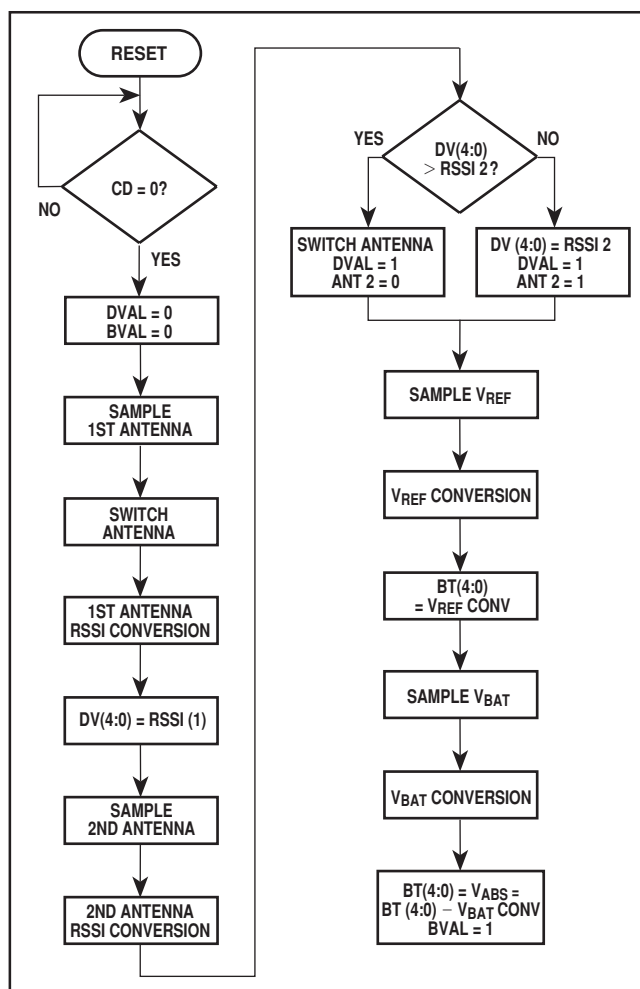 RESET
CD = 0?
NO
YES
DVAL = 0
BVAL = 0
SAMPLE
1ST ANTENNA
SWITCH
ANTENNA
1ST ANTENNA
RSSI CONVERSION
DV(4:0) = RSSI (1)
SAMPLE
2ND ANTENNA
2ND ANTENNA
RSSI CONVERSION
YES
DV(4:0)
> RSSI 2?
NO
SWITCH ANTENNA
DVAL = 1
ANT 2 = 0
DV (4:0) = RSSI 2
DVAL = 1
ANT 2 = 1
SAMPLE VREF
VREF CONVERSION
BT(4:0)
= VREF CONV
SAMPLE VBAT
VBAT CONVERSION
BT(4:0) = VABS =
BT (4:0) − VBAT CONV
BVAL = 1